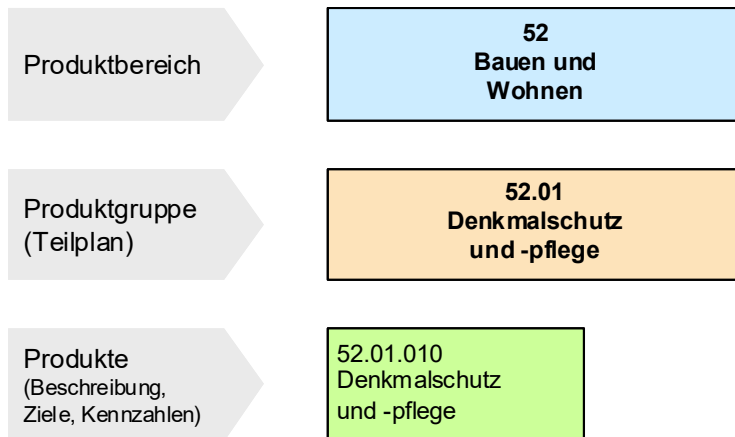 Produktbereich
52
Bauen und
Wohnen
Produktgruppe
(Teilplan)
52.01
Denkmalschutz
und -pflege
Produkte
(Beschreibung,
Ziele, Kennzahlen)
52.01.010
Denkmalschutz
und -pflege